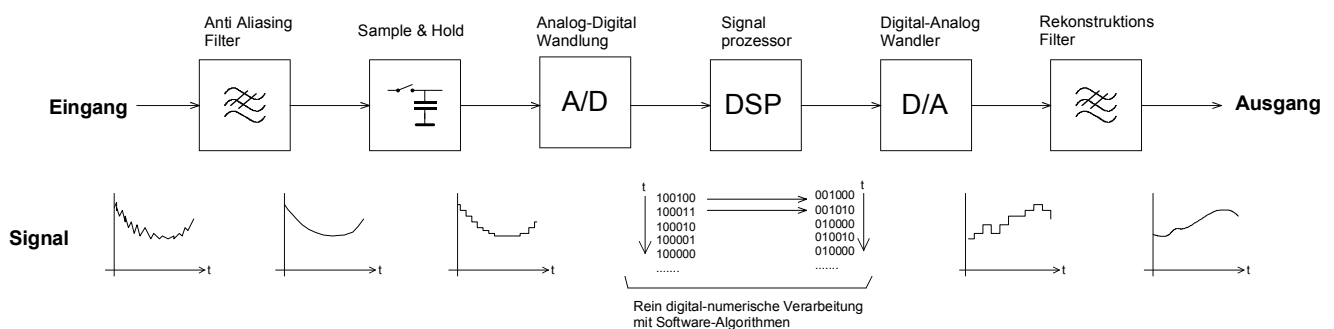 Anti Aliasing
Filter
Sample & Hold
Analog-Digital
Wandlung
Signal
prozessor
Digital-Analog
Wandler
Rekonstruktions
Filter
Eingang
A/D
DSP
D/A
Ausgang
Signal
t
t
t
t
100100
100011
100010
100001
100000
.......
t
001000
001010
010000
010010
010000
.......
t
t
Rein digital-numerische Verarbeitung
mit Software-Algorithmen